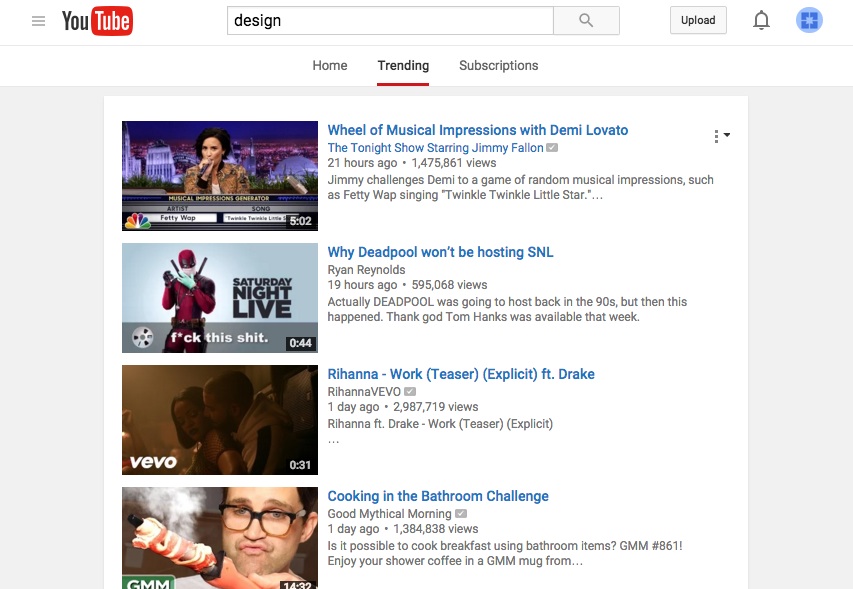 YouTube
design
Upload
Home
Trending
Subscriptions
Wheel of Musical Impressions with Demi Lovato
The Tonight Show Starring Jimmy Fallon
21 hours ago • 1,475,861 views
Jimmy challenges Demi to a game of random musical impressions, such
as Fetty Wap singing "Twinkle Twinkle Little Star."…
MUSICAL IMPRESSIONS GENERATOR
ARTIST
SONG
Fetty Wap
Twinkle Twinkle Little S
5:02
Why Deadpool won't be hosting SNL
Ryan Reynolds
19 hours ago • 595,068 views
Actually DEADPOOL was going to host back in the 90s, but then this
happened. Thank god Tom Hanks was available that week.
SATURDAY
NIGHT
LIVE
f*ck this shit.
0:44
Rihanna - Work (Teaser) (Explicit) ft. Drake
RihannaVEVO
1 day ago • 2,987,719 views
Rihanna ft. Drake - Work (Teaser) (Explicit)
…
vevo
0:31
Cooking in the Bathroom Challenge
Good Mythical Morning
1 day ago • 1,384,838 views
Is it possible to cook breakfast using bathroom items? GMM #861!
Enjoy your shower coffee in a GMM mug from…
GMM
14:32